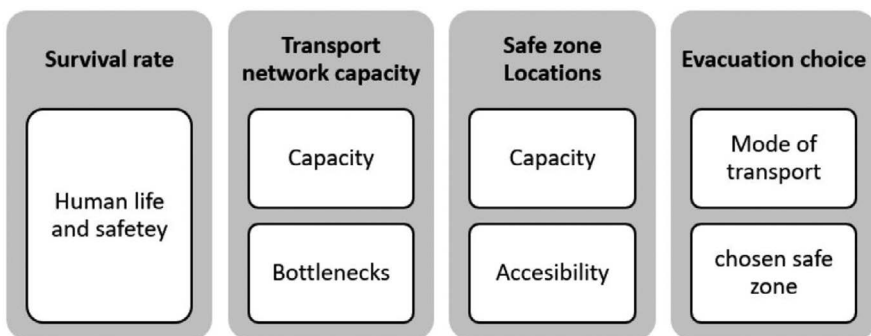 Survival rate
Human life
and safetey
Transport
network capacity
Capacity
Bottlenecks
Safe zone
Locations
Capacity
Accesibility
Evacuation choice
Mode of
transport
chosen safe
zone